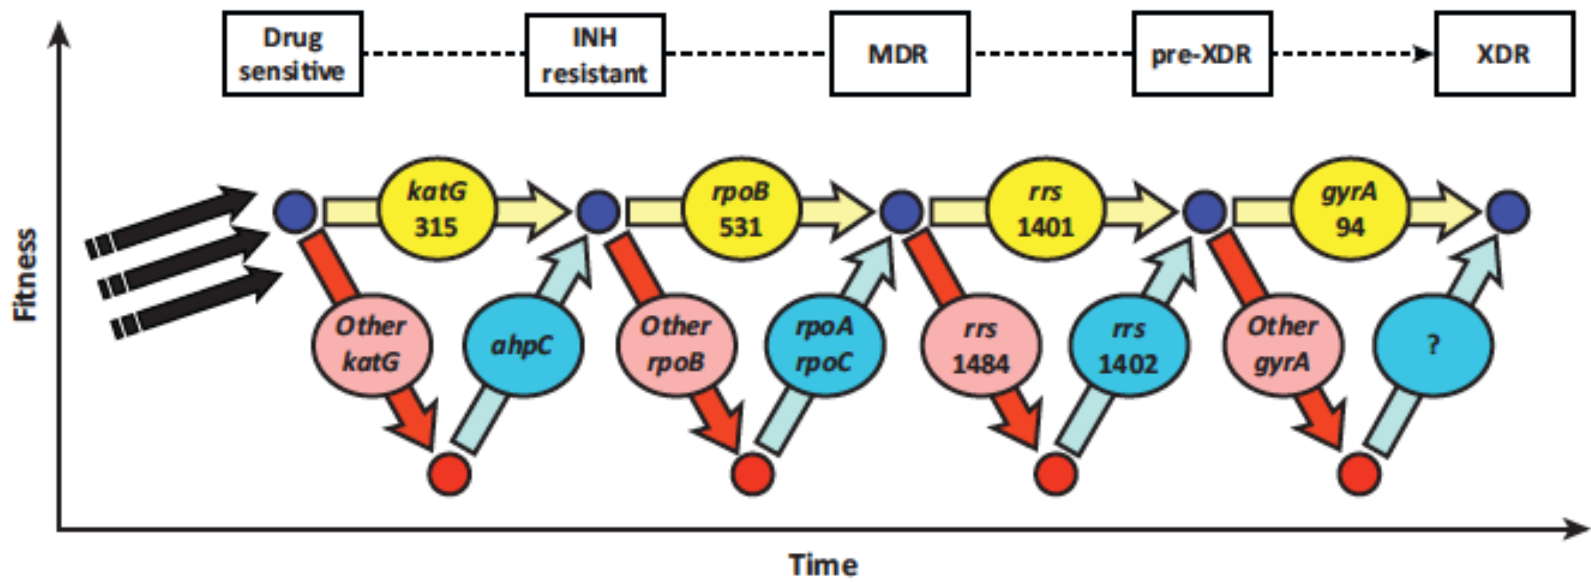 Drug
sensitive
INH
resistant
MDR
pre-XDR
XDR
Fitness
katG
315
rpoB
531
rrs
1401
gyrA
94
Other
katG
ahpC
Other
rpoB
rpoA
rpoC
rrs
1484
rrs
1402
Other
gyrA
?
Time